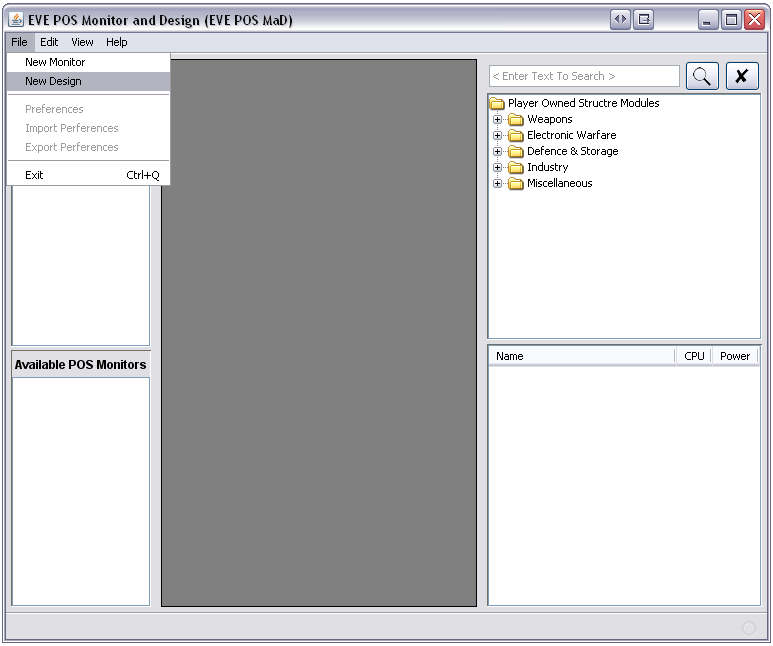 EVE POS Monitor and Design (EVE POS MaD)
File Edit View Help
New Monitor
New Design
Preferences
Import Perferences
Export Perferences
Exit Ctrl+Q
Available POS Monitors
< Enter Text To Search >
Player Owned Structre Modules
Weapons
Electronic Warfare
Defence & Storage
Industry
Miscellaneous
Name CPU Power